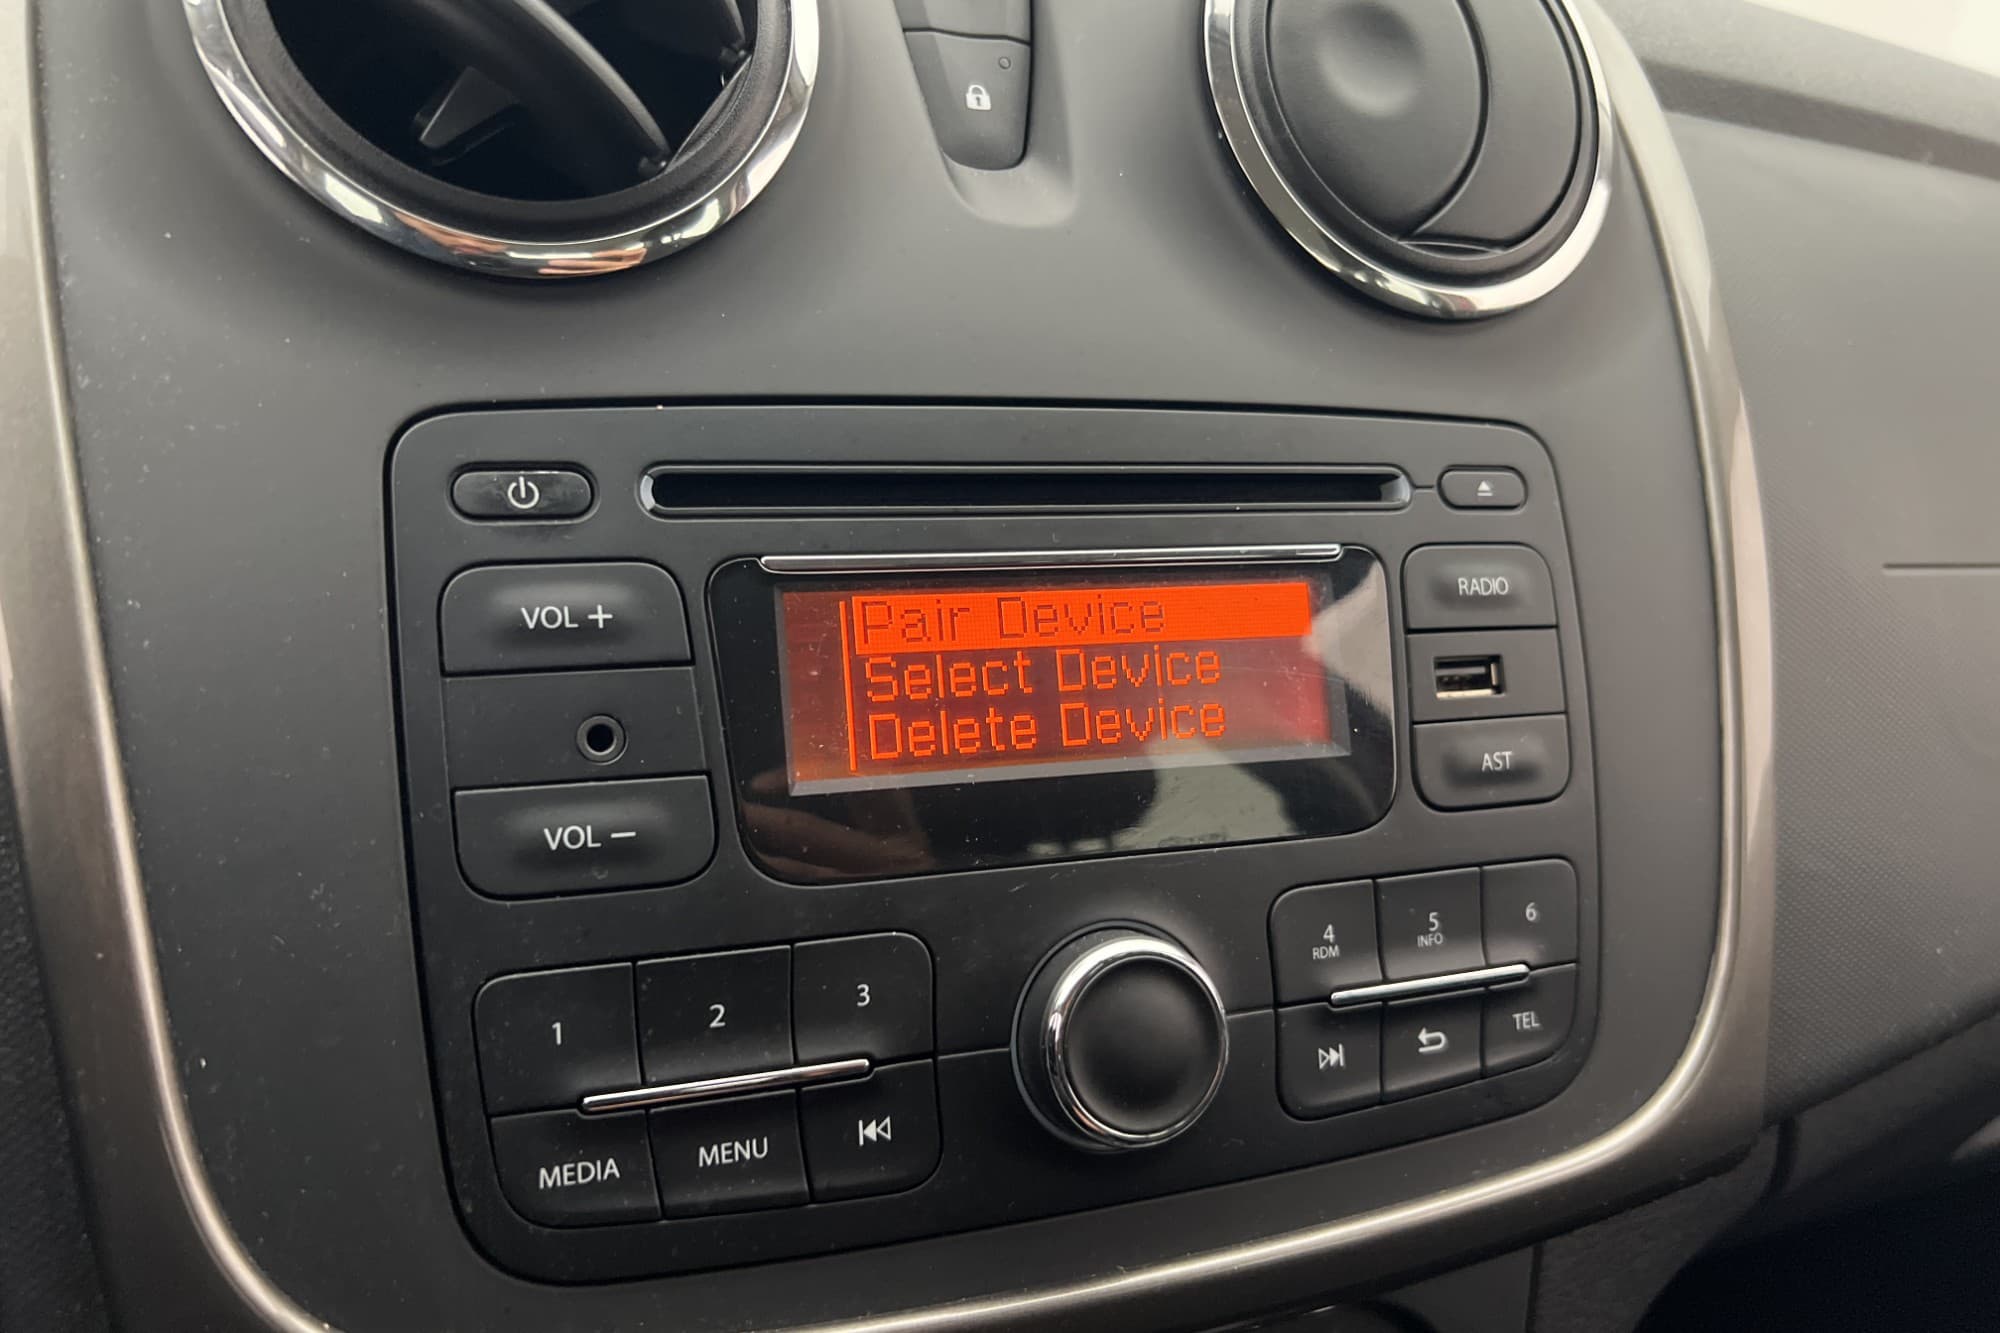 VOL +
VOL −
Pair Device
Select Device
Delete Device
RADIO
AST
1
2
3
MEDIA
MENU
4
RDM
5
INFO
6
TEL